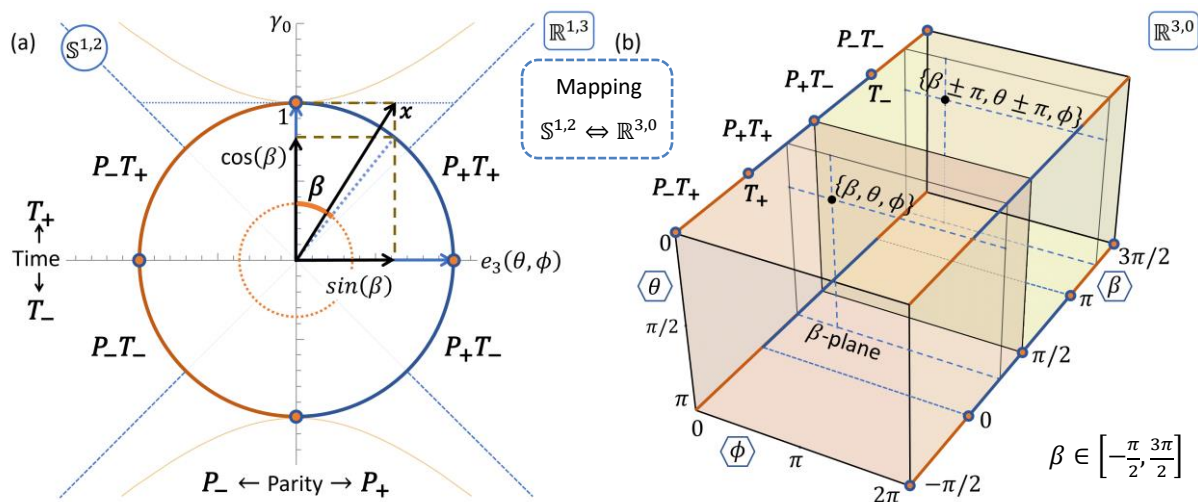 (a)
𝕊¹,²
γ₀
ℝ¹,³
1
x
cos(β)
β
P₋T₊
P₊T₊
T₊
Time
T₋
e₃(θ, ϕ)
sin(β)
P₋T₋
P₊T₋
P₋ ← Parity → P₊
Mapping
𝕊¹,² ⇔ ℝ³,⁰
(b)
ℝ³,⁰
P₋T₋
P₊T₋
T₋
{β ± π, θ ± π, ϕ}
P₊T₊
P₋T₊
T₊
{β, θ, ϕ}
0
θ
π/2
π
3π/2
π
β
π/2
β-plane
0
0
ϕ
π
2π
−π/2
β ∈ [−π/2, 3π/2]